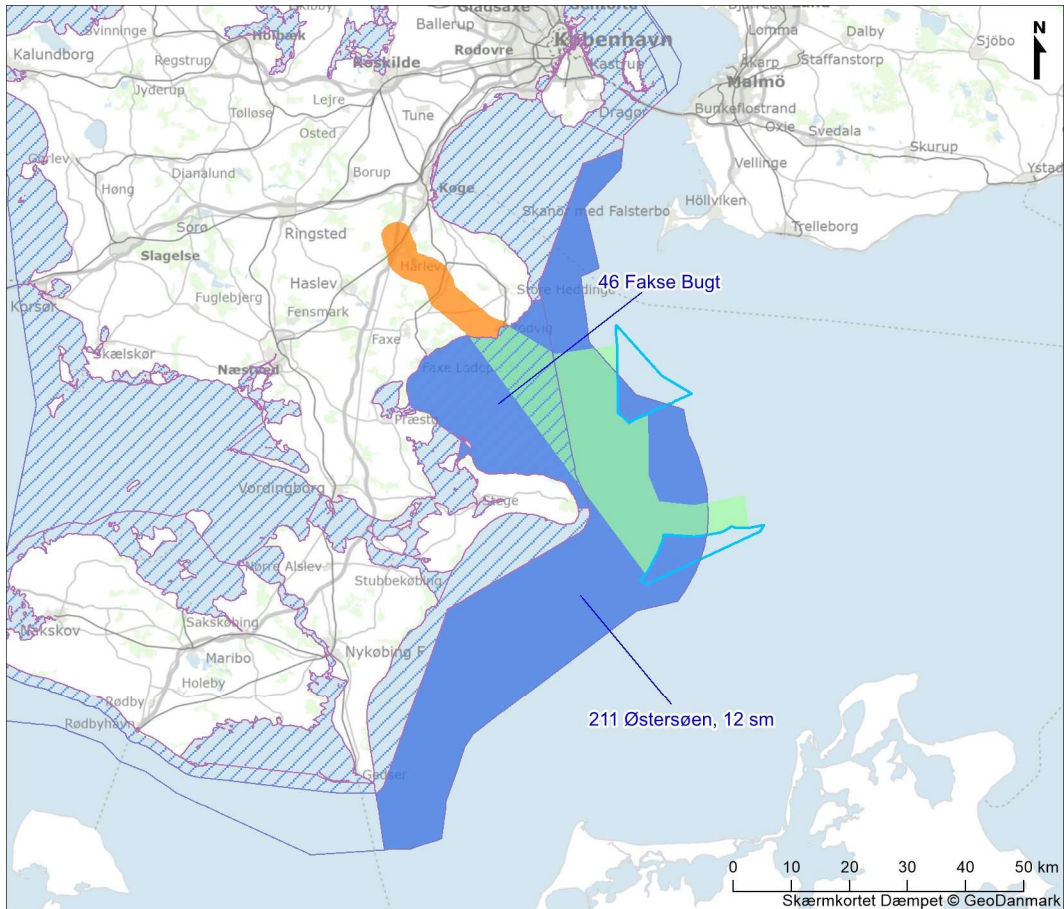 Kirkby
Gladsaxe
Ballerup
Svinninge
Holbæk
København
Lomma
Dalby
Sjöbo
N
Kalundborg
Regstrup
Rødovre
Roskilde
Kastrup
Åkarp
Staffanstorp
Malmö
Jyderup
Lejre
Tølløse
Tune
Dragør
Bunkeflostrand
Oxie
Svedala
Skurup
Osted
Vellinge
Ystad
Gørlev
Dianalund
Borup
Høng
Køge
Höllviken
Skanör med Falsterbo
Trelleborg
Sorø
Ringsted
Slagelse
Hårlev
Haslev
Store Heddinge
46 Fakse Bugt
Korsør
Fuglebjerg
Fensmark
Rødvig
Faxe
Skælskør
Næstved
Faxe Ladep
Præstø
Vordingborg
Stege
Nørre Alslev
Stubbekøbing
Sakskøbing
Nakskov
Maribo
Nykøbing F
Holeby
Rødby
Rødbyhavn
211 Østersøen, 12 sm
Gedser
0 10 20 30 40 50 km
Skærmkortet Dæmpet © GeoDanmark